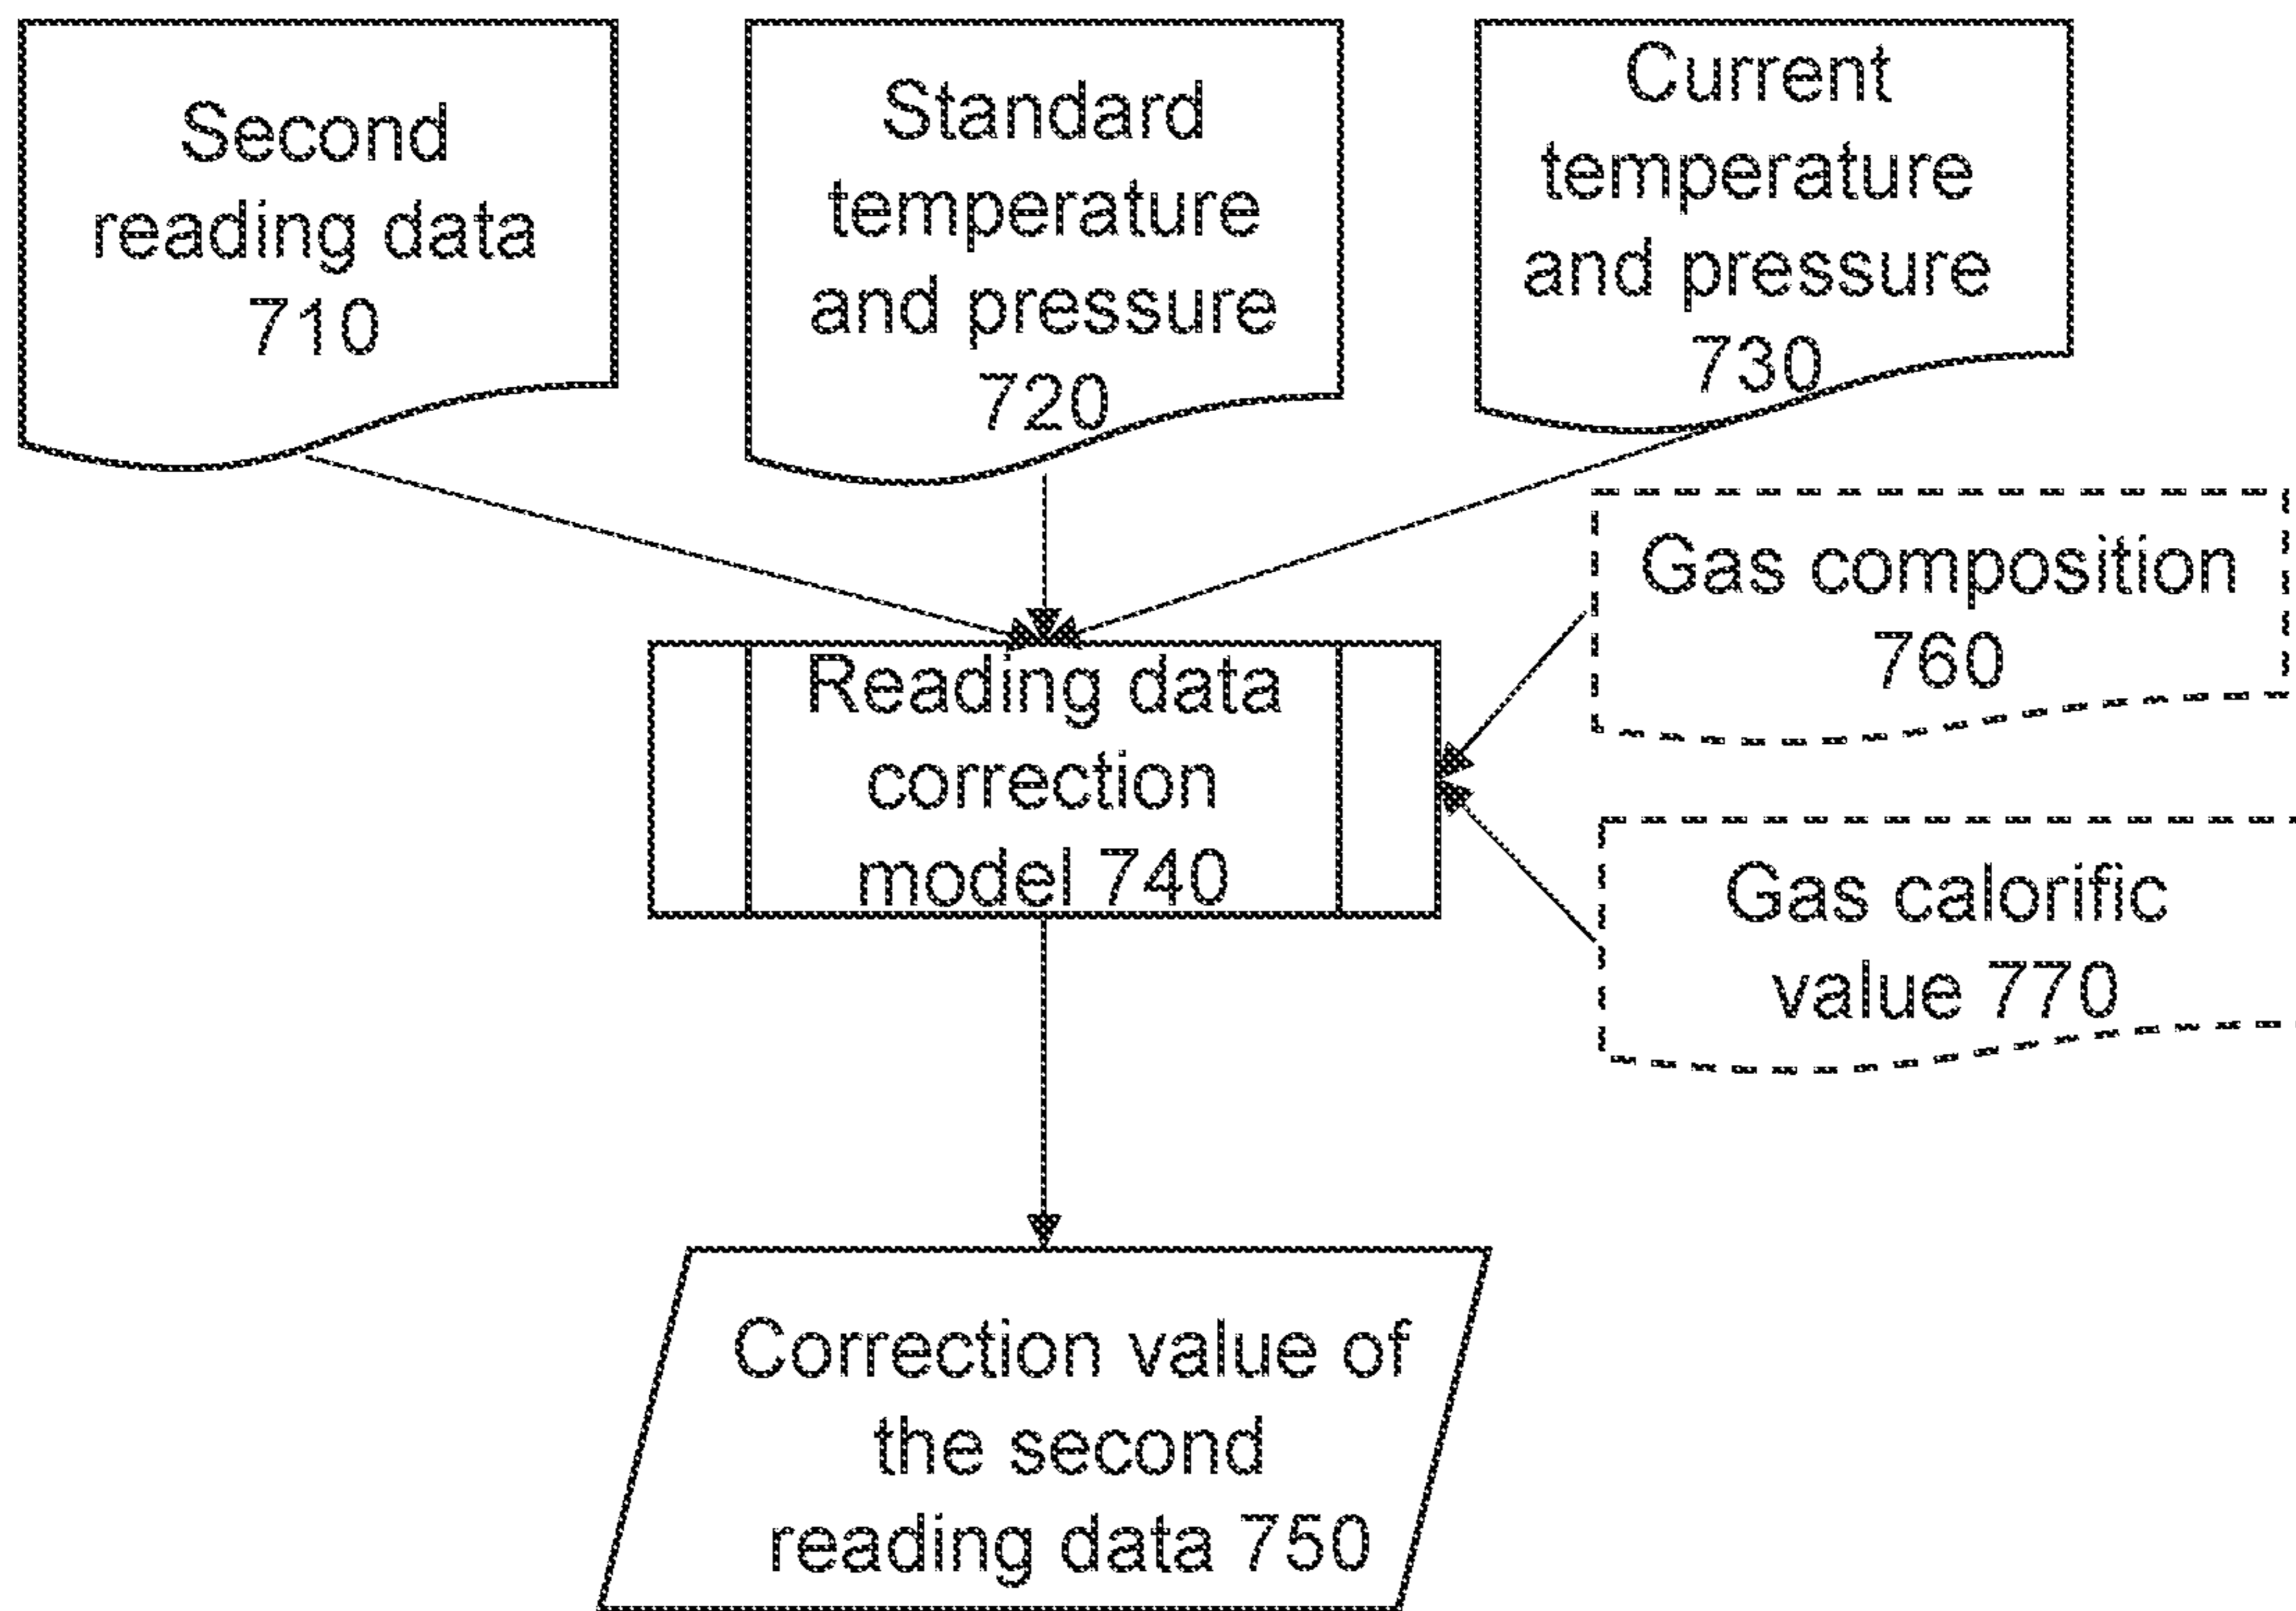 Second
reading data
710
Standard
temperature
and pressure
720
Current
temperature
and pressure
730
Gas composition
760
Reading data
correction
model 740
Gas calorific
value 770
Correction value of
the second
reading data 750